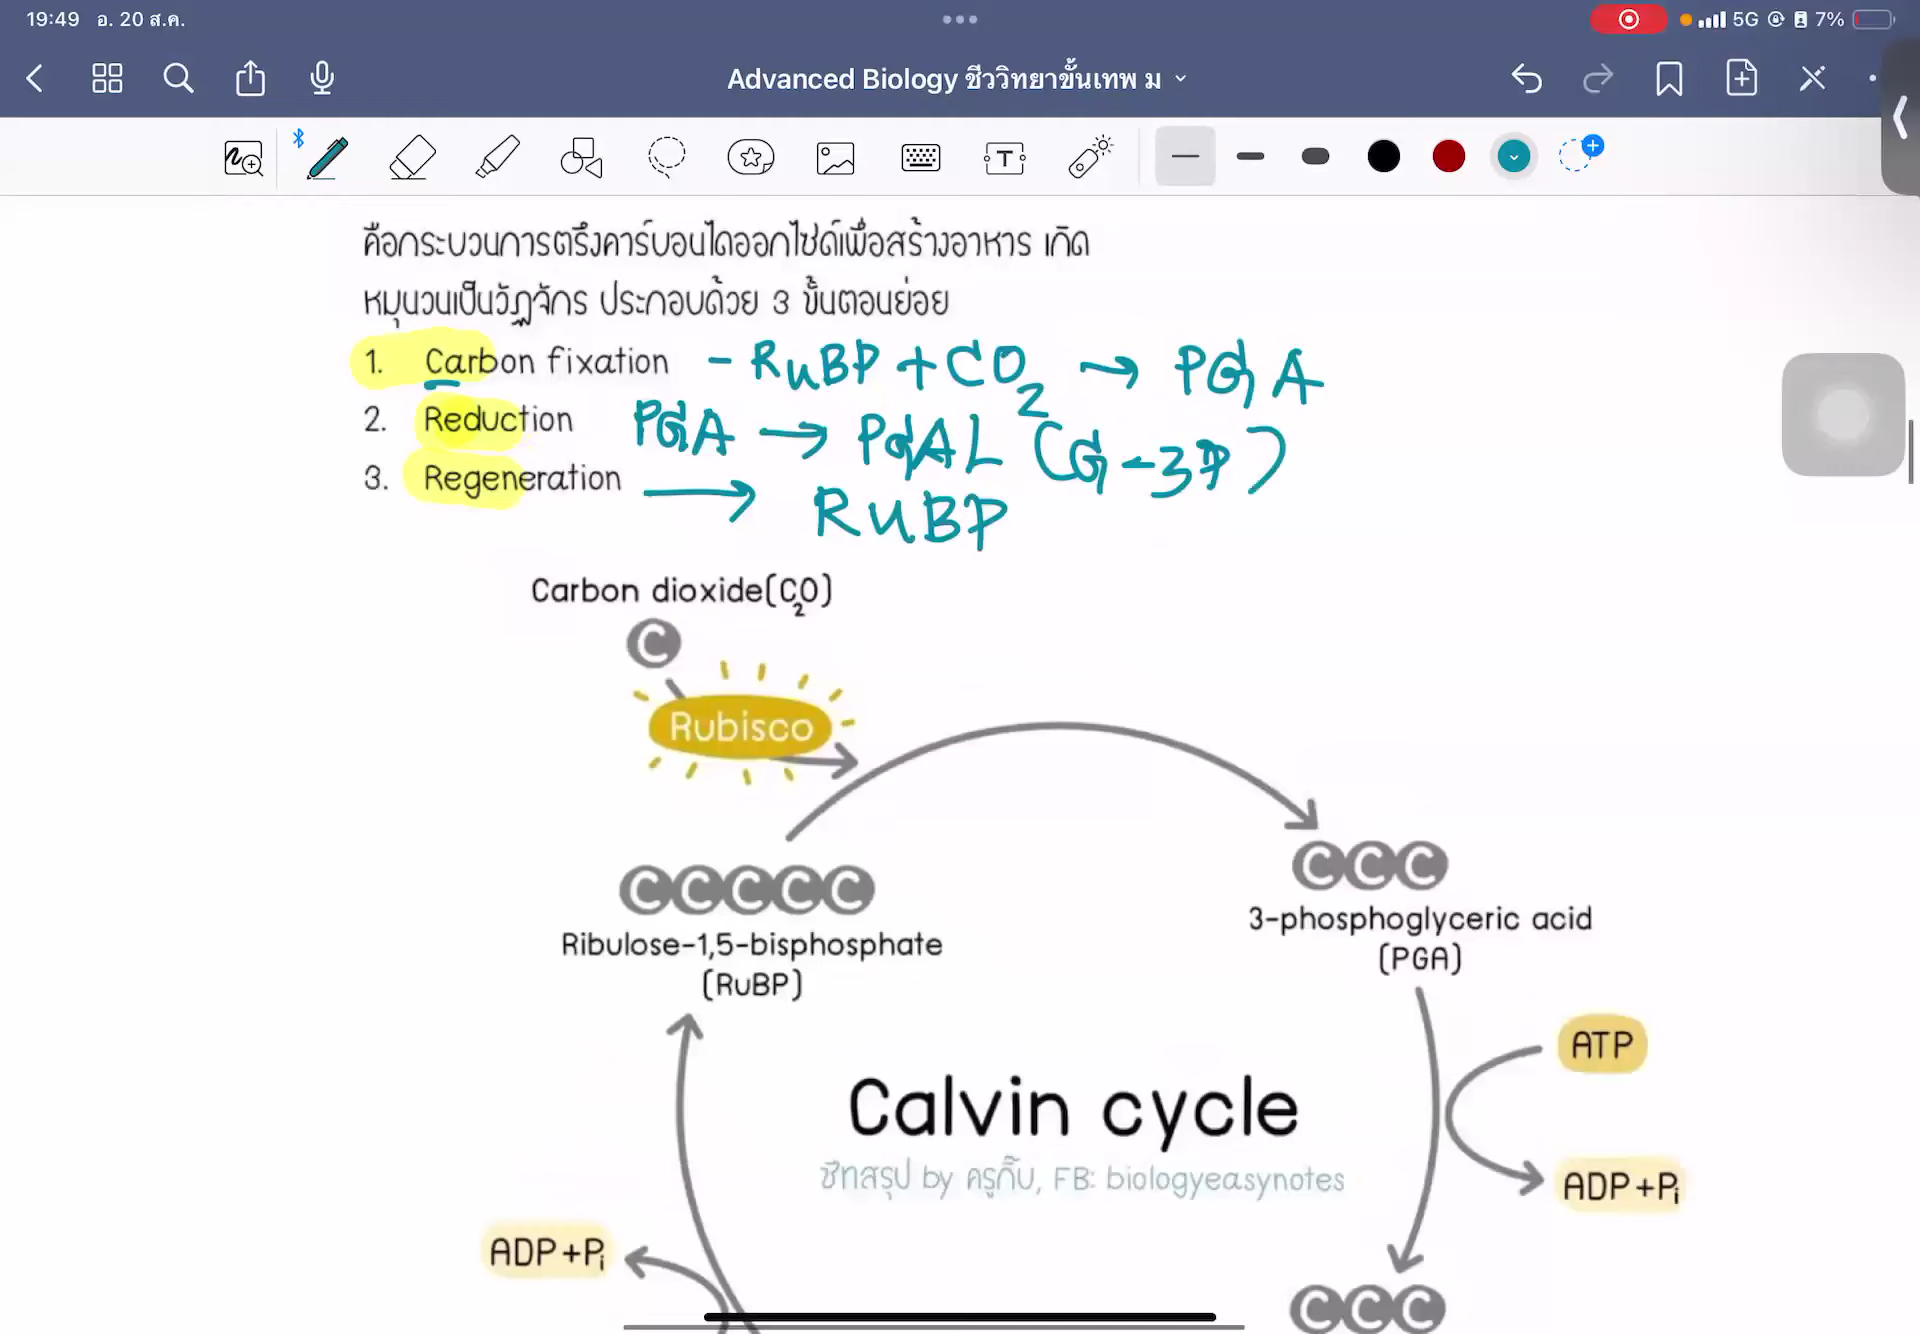 19:49 อ. 20 ส.ค.
5G 7%
Advanced Biology ชีววิทยาขั้นเทพ ม
คือกระบวนการตรึงคาร์บอนไดออกไซด์เพื่อสร้างอาหาร เกิด
หมุนวนเป็นวัฏจักร ประกอบด้วย 3 ขั้นตอนย่อย
1. Carbon fixation - RuBP + CO2 → PGA
2. Reduction PGA → PGAL (G-3P)
3. Regeneration → RuBP
Carbon dioxide(CO2)
C
Rubisco
CCCCC
Ribulose-1,5-bisphosphate
(RuBP)
CCC
3-phosphoglyceric acid
(PGA)
ATP
Calvin cycle
ชีทสรุป by ครูกิ๊บ, FB: biologyeasynotes
ADP+Pi
ADP+Pi
CCC